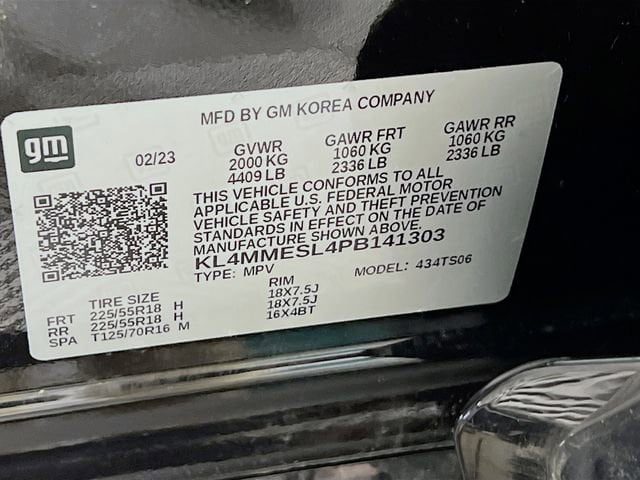 MFD BY GM KOREA COMPANY
gm
02/23
GVWR
2000 KG
4409 LB
GAWR FRT
1060 KG
2336 LB
GAWR RR
1060 KG
2336 LB
THIS VEHICLE CONFORMS TO ALL
APPLICABLE U.S. FEDERAL MOTOR
VEHICLE SAFETY AND THEFT PREVENTION
STANDARDS IN EFFECT ON THE DATE OF
MANUFACTURE SHOWN ABOVE.
KL4MMESL4PB141303
TYPE: MPV
MODEL: 434TS06
TIRE SIZE
RIM
FRT 225/55R18 H 18X7.5J
RR 225/55R18 H 18X7.5J
SPA T125/70R16 M 16X4BT